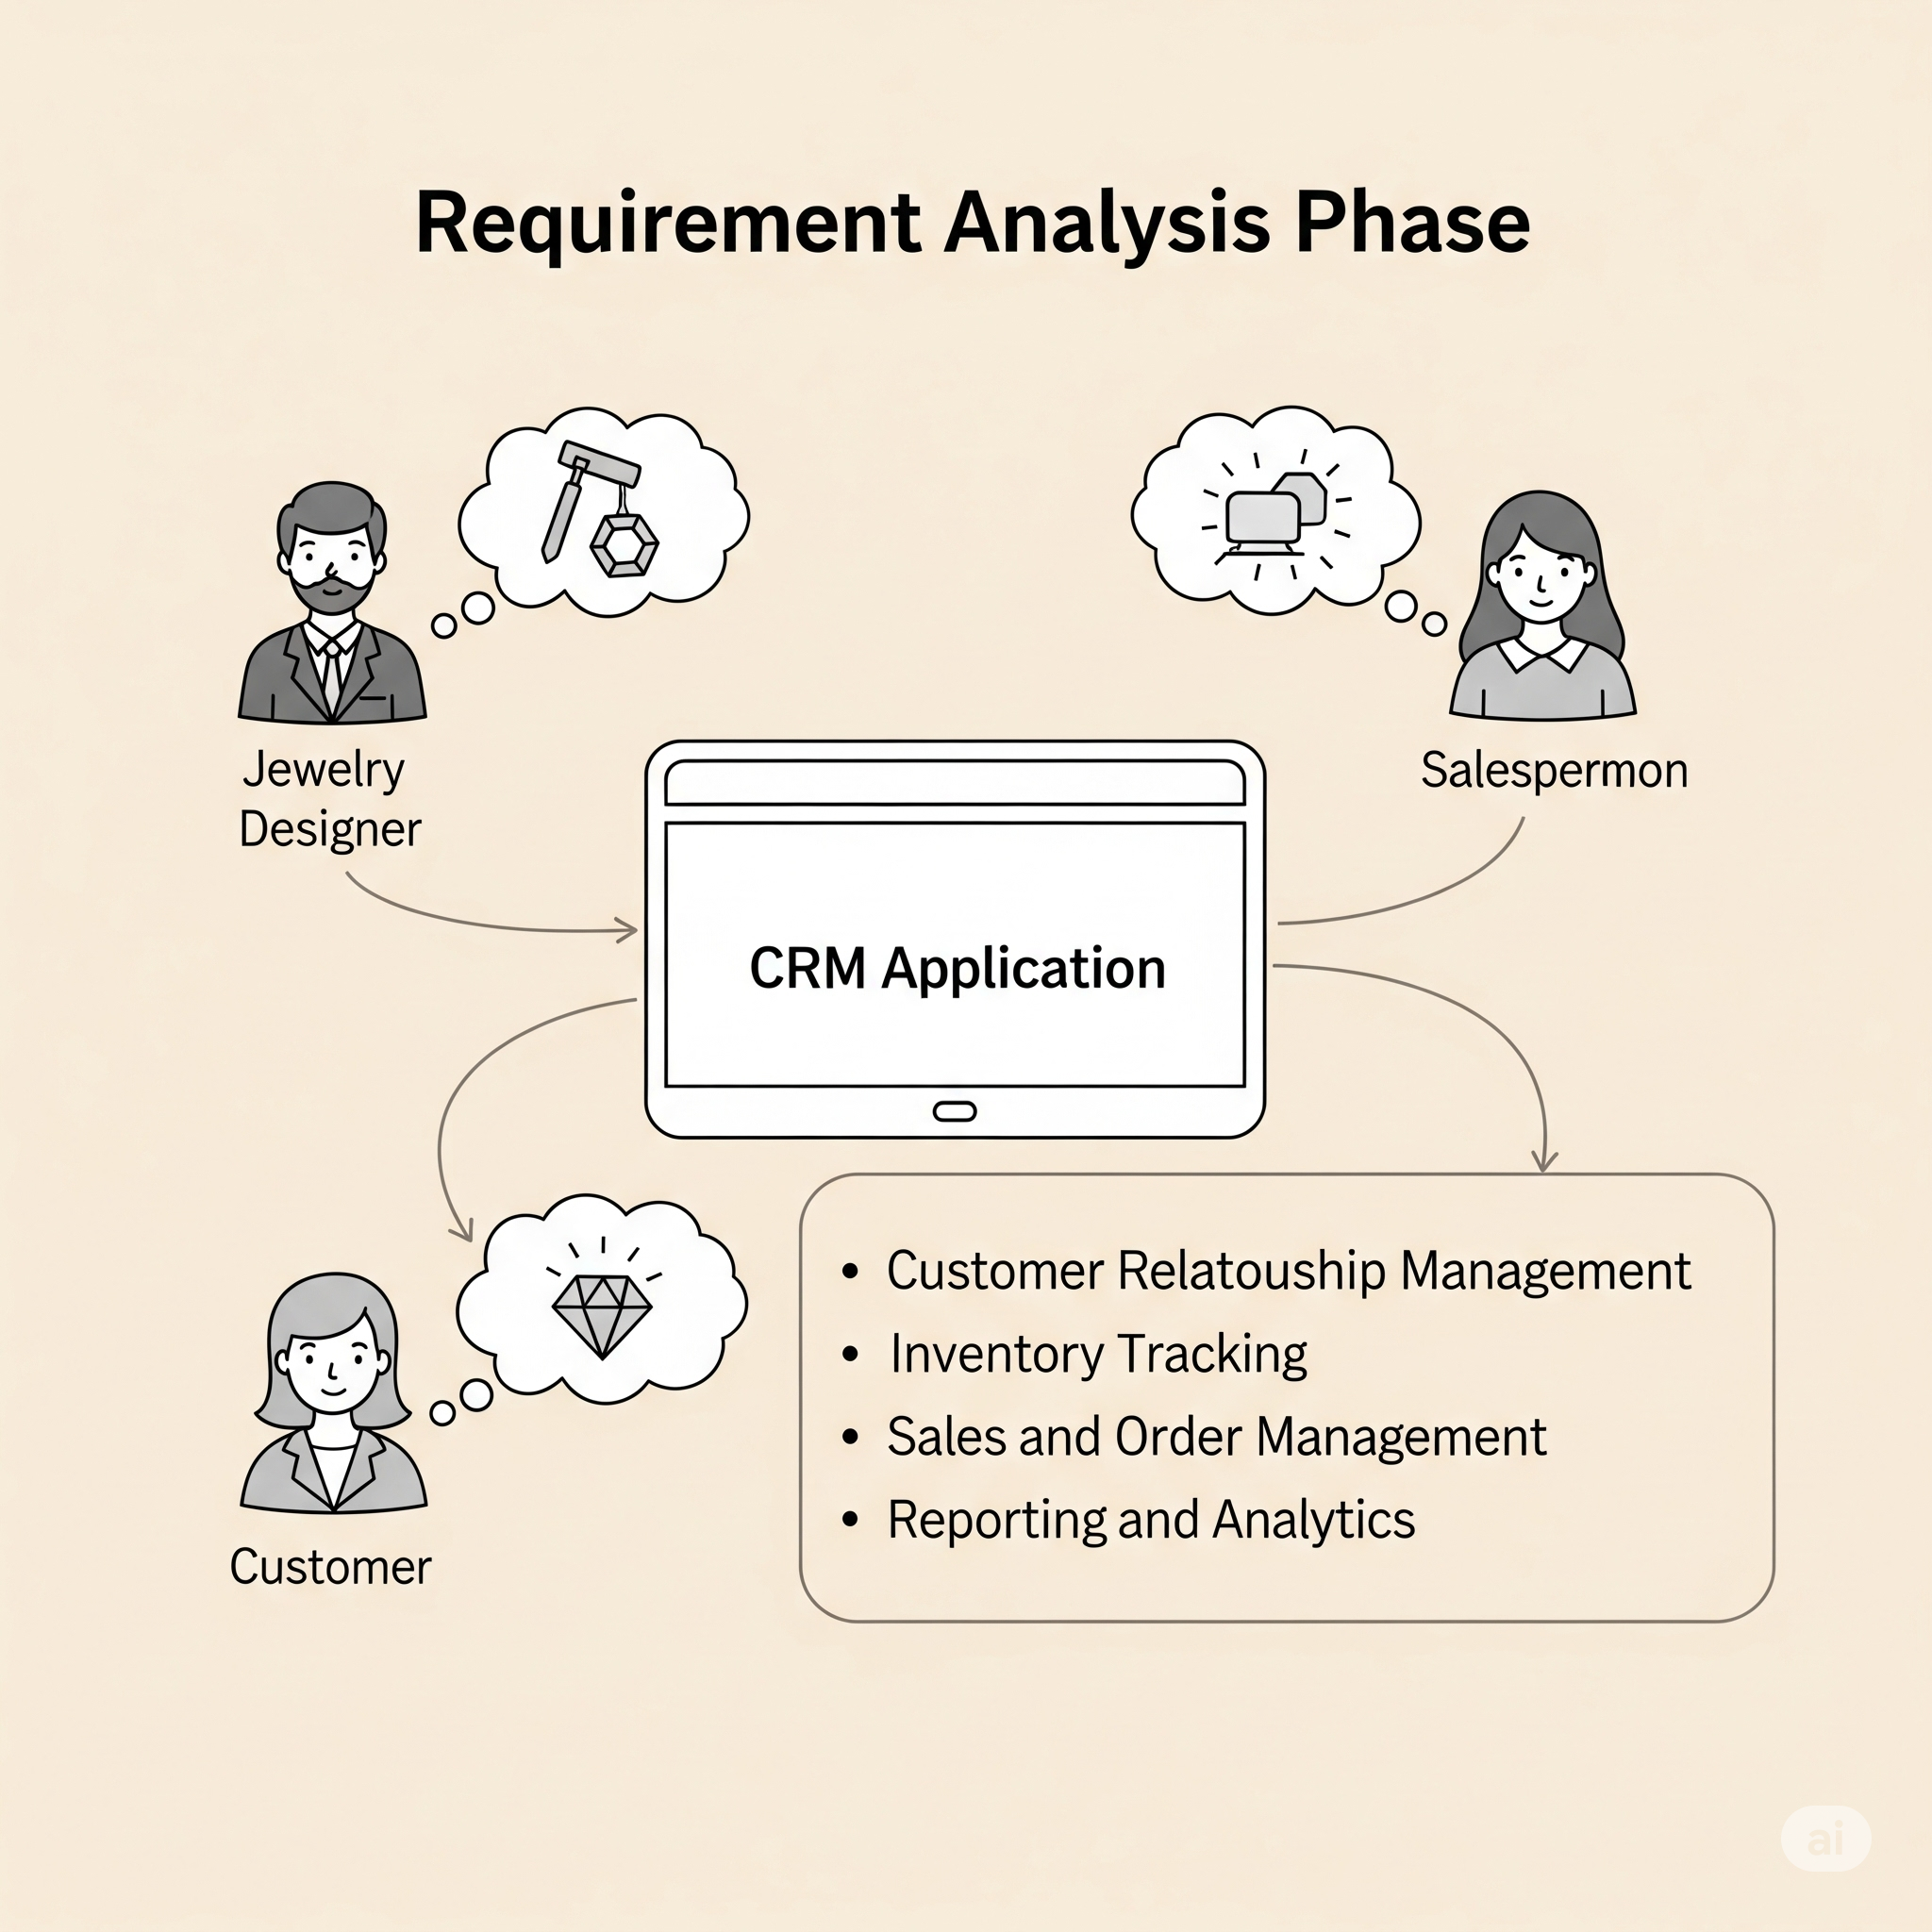 Requirement Analysis Phase
Jewelry
Designer
Salespermon
CRM Application
Customer Relatouship Management
Inventory Tracking
Sales and Order Management
Reporting and Analytics
Customer
ai